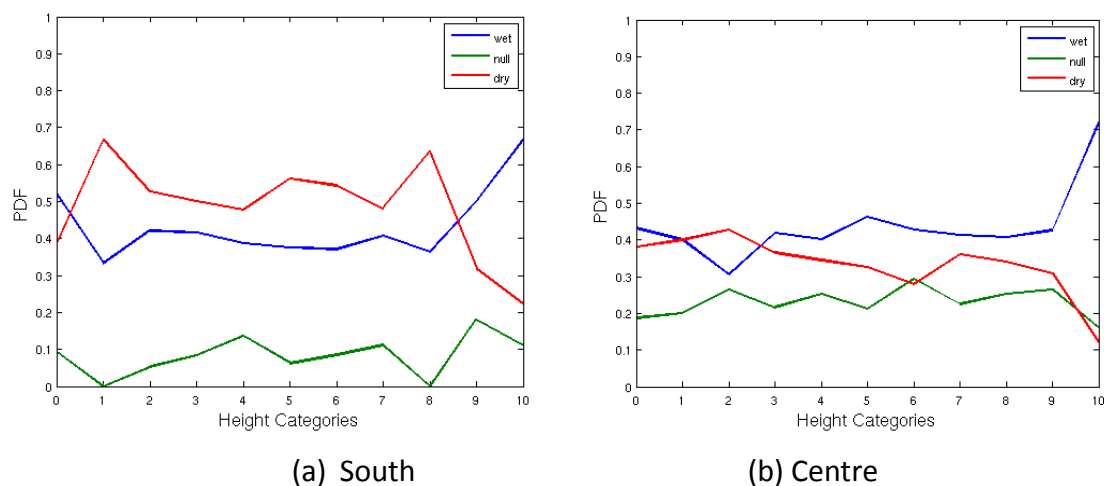 1
0.9
0.8
0.7
0.6
0.5
0.4
0.3
0.2
0.1
0
PDF
wet
null
dry
0 1 2 3 4 5 6 7 8 9 10
Height Categories
(a) South
1
0.9
0.8
0.7
0.6
0.5
0.4
0.3
0.2
0.1
0
PDF
wet
null
dry
0 1 2 3 4 5 6 7 8 9 10
Height Categories
(b) Centre